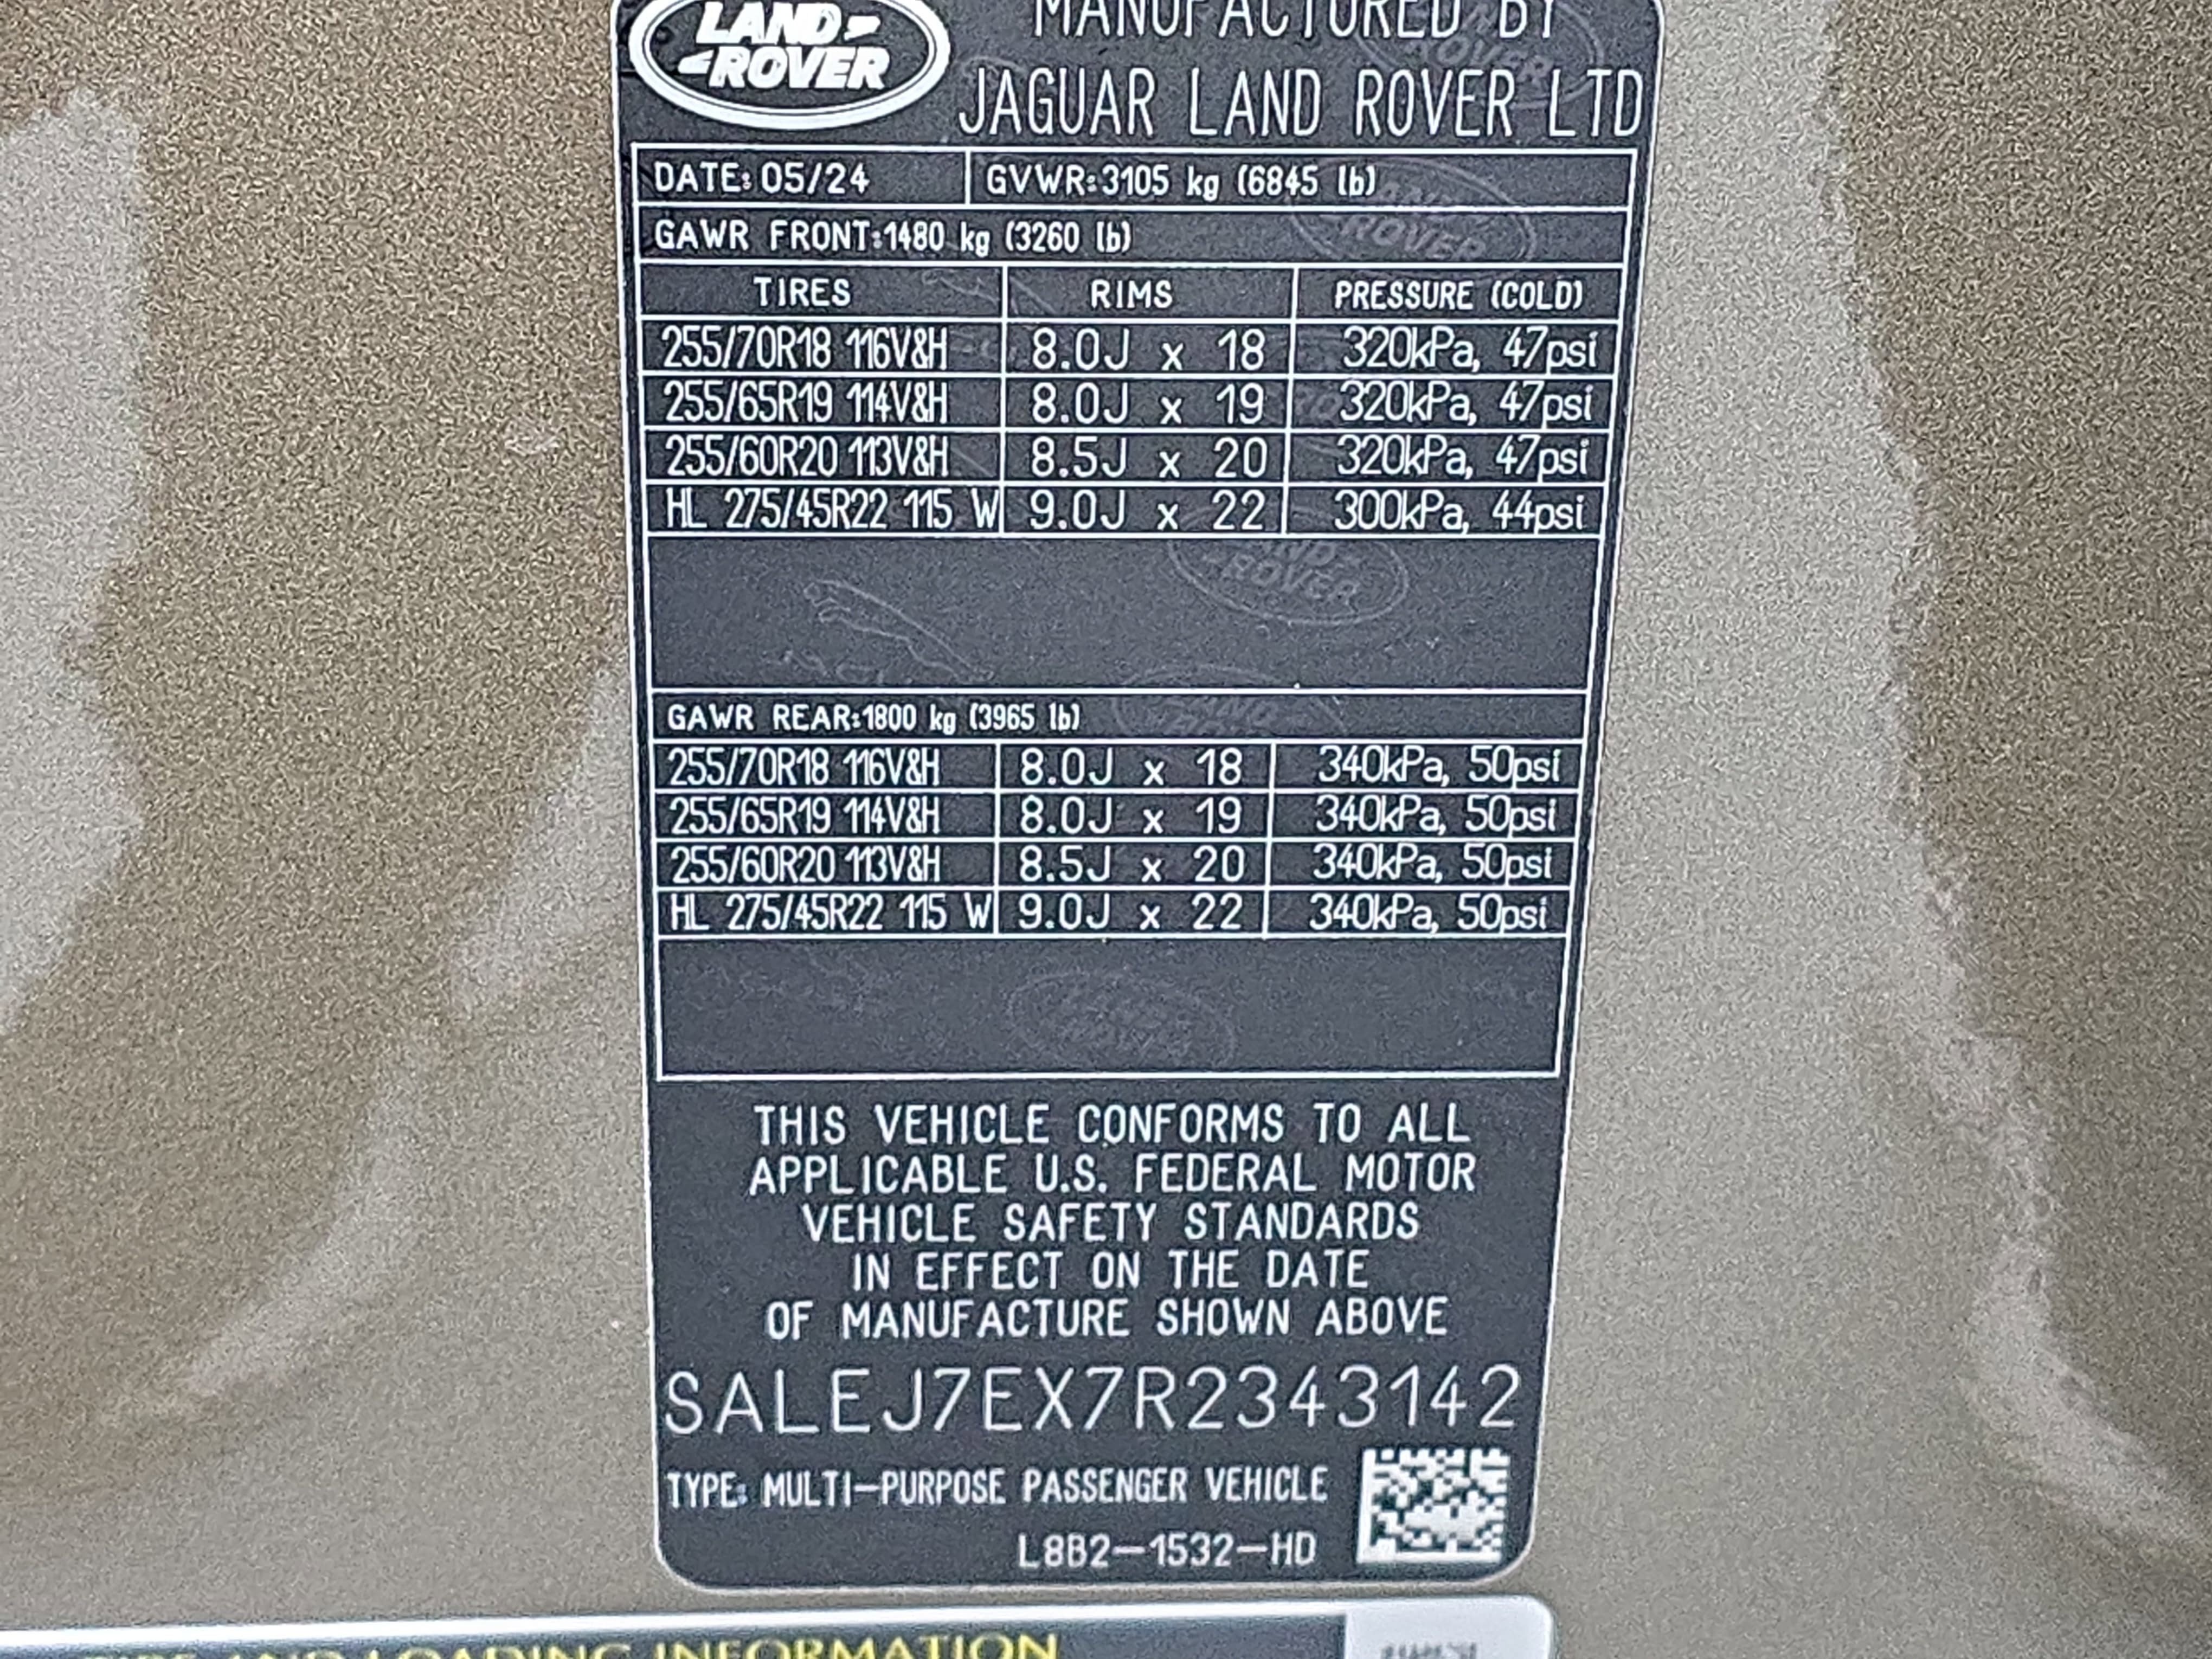 LAND
ROVER
MANUFACTURED BY
JAGUAR LAND ROVER LTD
DATE: 05/24 GVWR:3105 kg (6845 lb)
GAWR FRONT:1480 kg (3260 lb)
TIRES RIMS PRESSURE (COLD)
255/70R18 116V&H 8.0J x 18 320kPa, 47psi
255/65R19 114V&H 8.0J x 19 320kPa, 47psi
255/60R20 113V&H 8.5J x 20 320kPa, 47psi
HL 275/45R22 115 W 9.0J x 22 300kPa, 44psi
GAWR REAR:1800 kg (3965 lb)
255/70R18 116V&H 8.0J x 18 340kPa, 50psi
255/65R19 114V&H 8.0J x 19 340kPa, 50psi
255/60R20 113V&H 8.5J x 20 340kPa, 50psi
HL 275/45R22 115 W 9.0J x 22 340kPa, 50psi
THIS VEHICLE CONFORMS TO ALL
APPLICABLE U.S. FEDERAL MOTOR
VEHICLE SAFETY STANDARDS
IN EFFECT ON THE DATE
OF MANUFACTURE SHOWN ABOVE
SALEJ7EX7R2343142
TYPE: MULTI-PURPOSE PASSENGER VEHICLE
L8B2-1532-HD
TIRE AND LOADING INFORMATION